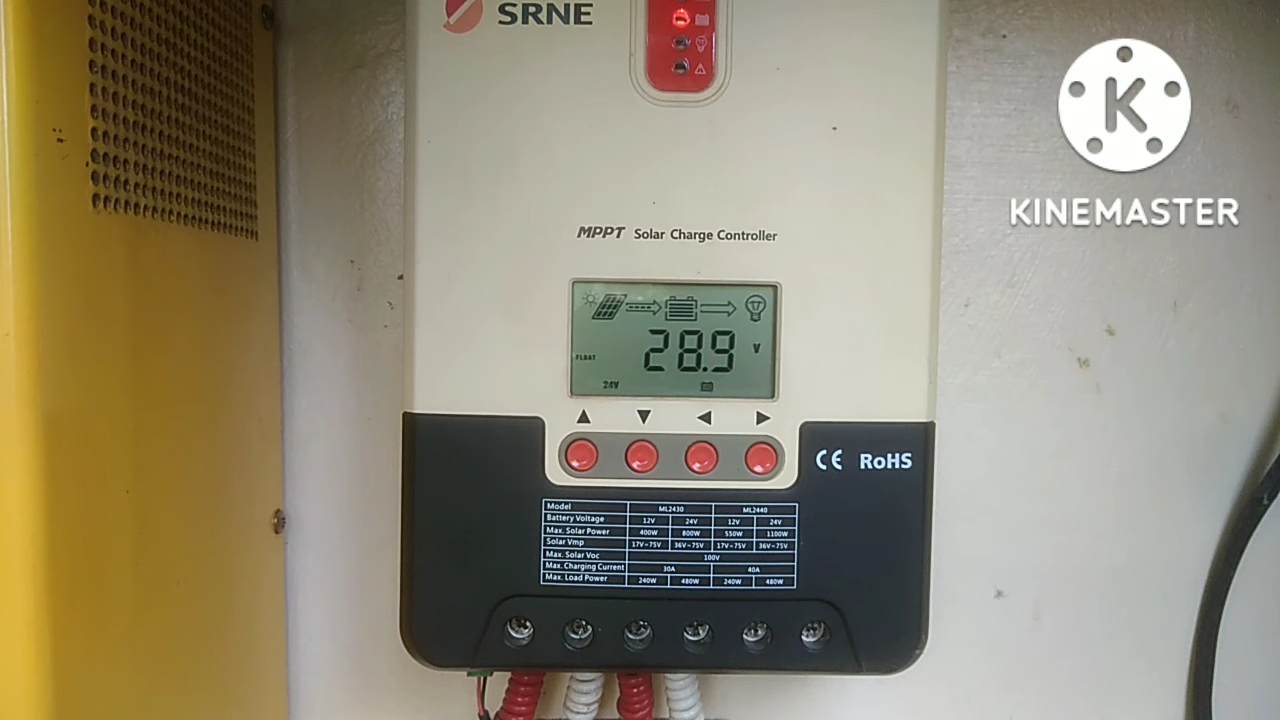 SRNE
MPPT Solar Charge Controller
28.9 V
FLOAT
24V
CE RoHS
Model ML2430 ML2440
Battery Voltage 12V 24V 12V 24V
Max. Solar Power 400W 800W 550W 1100W
Solar Vmp 17V~75V 36V~75V 17V~75V 36V~75V
Max. Solar Voc 100V
Max. Charging Current 30A 40A
Max. Load Power 240W 480W 240W 480W
K
KINEMASTER